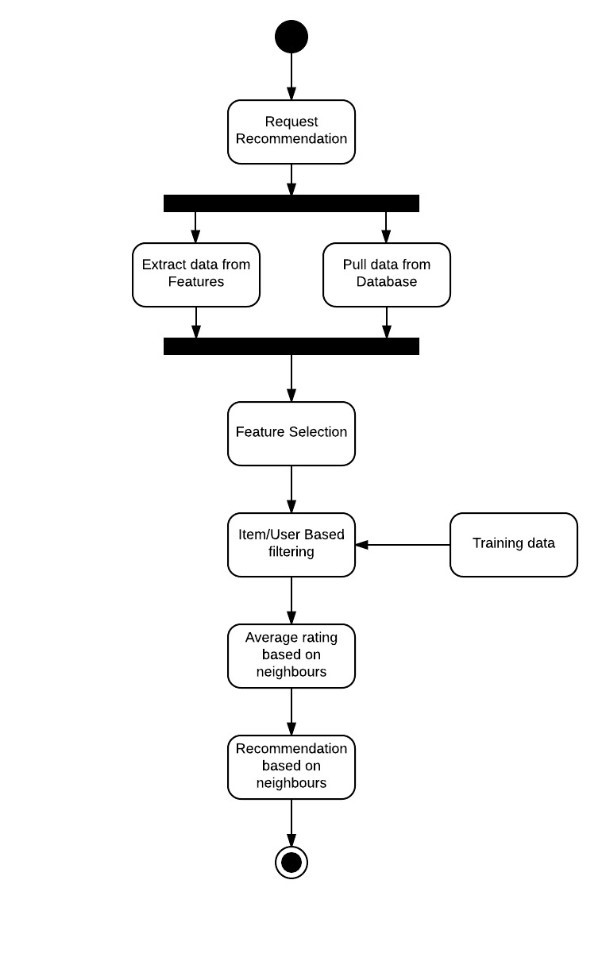 Request
Recommendation
Extract data from
Features
Pull data from
Database
Feature Selection
Item/User Based
filtering
Training data
Average rating
based on
neighbours
Recommendation
based on
neighbours